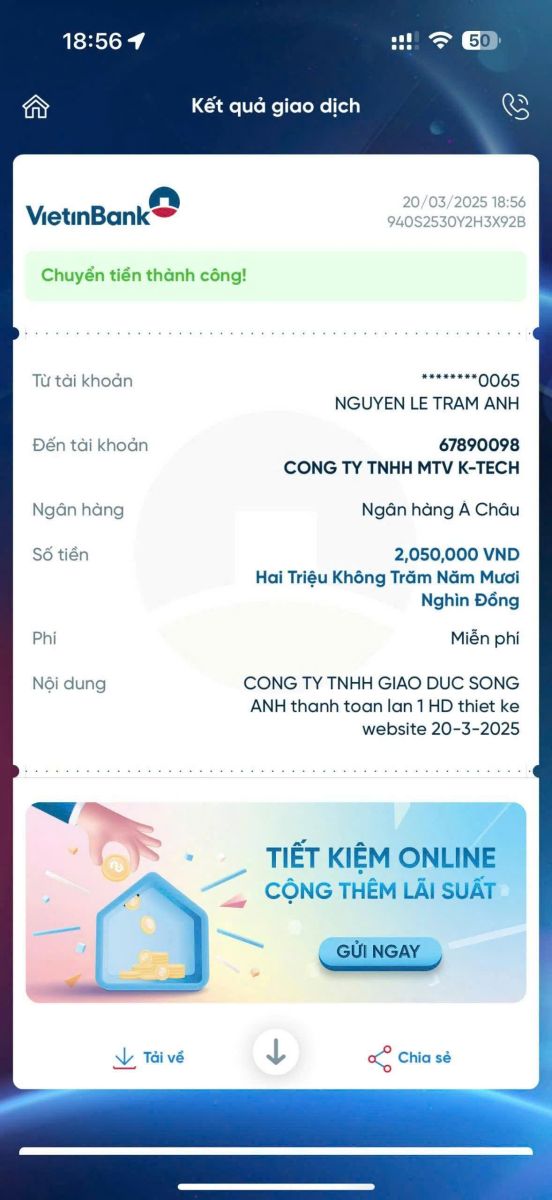 18:56
50
Kết quả giao dịch
VietinBank
20/03/2025 18:56
940S2530Y2H3X92B
Chuyển tiền thành công!
Từ tài khoản
********0065
NGUYEN LE TRAM ANH
Đến tài khoản
67890098
CONG TY TNHH MTV K-TECH
Ngân hàng
Ngân hàng Á Châu
Số tiền
2,050,000 VND
Hai Triệu Không Trăm Năm Mươi
Nghìn Đồng
Phí
Miễn phí
Nội dung
CONG TY TNHH GIAO DUC SONG
ANH thanh toan lan 1 HD thiet ke
website 20-3-2025
TIẾT KIỆM ONLINE
CỘNG THÊM LÃI SUẤT
GỬI NGAY
Tải về
Chia sẻ